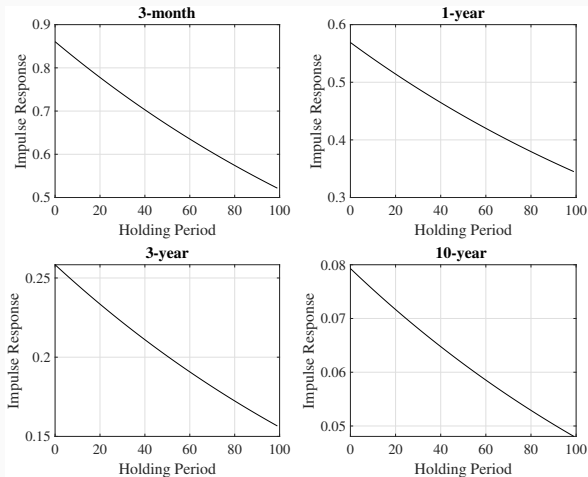 3-month
Impulse Response
0.9
0.8
0.7
0.6
0.5
0 20 40 60 80 100
Holding Period
1-year
Impulse Response
0.6
0.5
0.4
0.3
0 20 40 60 80 100
Holding Period
3-year
Impulse Response
0.25
0.2
0.15
0 20 40 60 80 100
Holding Period
10-year
Impulse Response
0.08
0.07
0.06
0.05
0 20 40 60 80 100
Holding Period